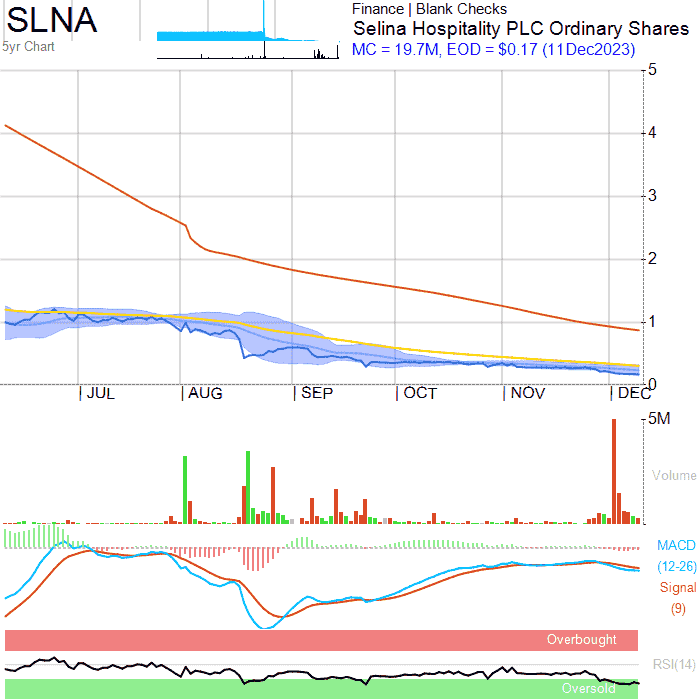 SLNA
Finance | Blank Checks
Selina Hospitality PLC Ordinary Shares
5yr Chart
MC = 19.7M, EOD = $0.17 (11Dec2023)
5
4
3
2
1
0
| JUL | AUG | SEP | OCT | NOV | DEC
5M
Volume
MACD
(12-26)
Signal
(9)
Overbought
RSI(14)
Oversold